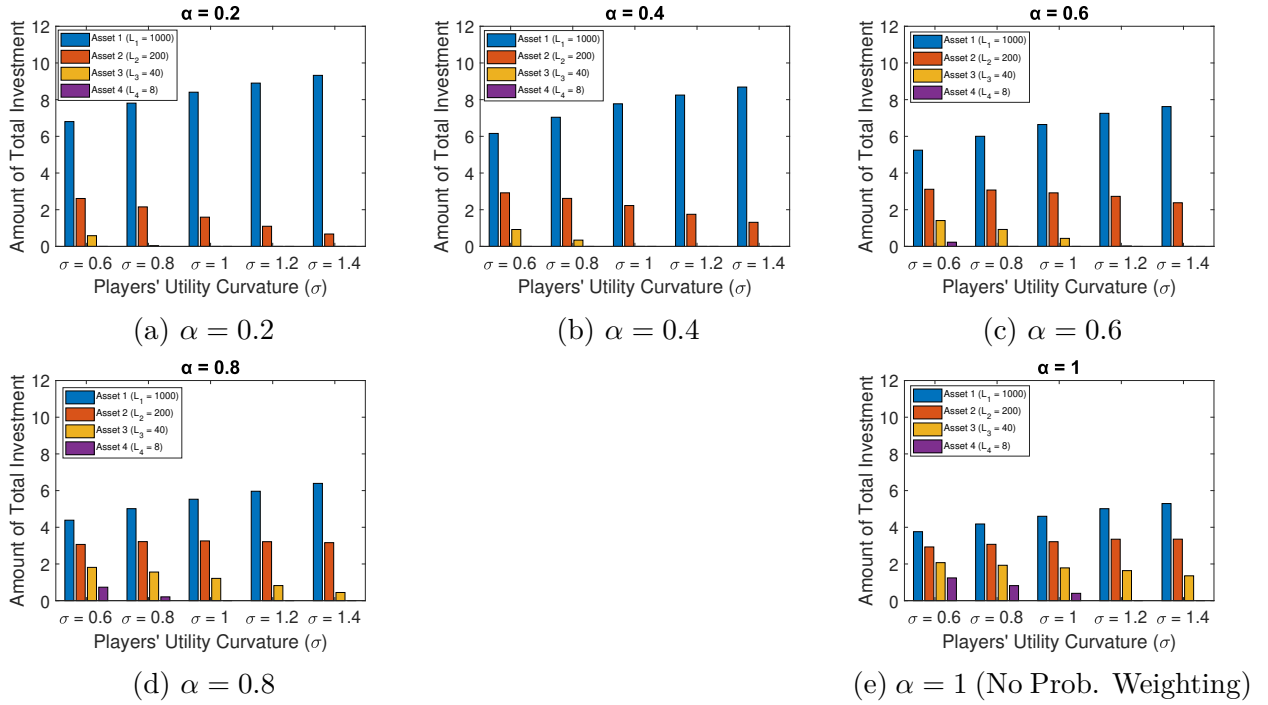 α = 0.2
Amount of Total Investment
12
10
8
6
4
2
0
Asset 1 (L₁ = 1000)
Asset 2 (L₂ = 200)
Asset 3 (L₃ = 40)
Asset 4 (L₄ = 8)
σ = 0.6 σ = 0.8 σ = 1 σ = 1.2 σ = 1.4
Players' Utility Curvature (σ)
(a) α = 0.2
α = 0.4
Amount of Total Investment
12
10
8
6
4
2
0
Asset 1 (L₁ = 1000)
Asset 2 (L₂ = 200)
Asset 3 (L₃ = 40)
Asset 4 (L₄ = 8)
σ = 0.6 σ = 0.8 σ = 1 σ = 1.2 σ = 1.4
Players' Utility Curvature (σ)
(b) α = 0.4
α = 0.6
Amount of Total Investment
12
10
8
6
4
2
0
Asset 1 (L₁ = 1000)
Asset 2 (L₂ = 200)
Asset 3 (L₃ = 40)
Asset 4 (L₄ = 8)
σ = 0.6 σ = 0.8 σ = 1 σ = 1.2 σ = 1.4
Players' Utility Curvature (σ)
(c) α = 0.6
α = 0.8
Amount of Total Investment
12
10
8
6
4
2
0
Asset 1 (L₁ = 1000)
Asset 2 (L₂ = 200)
Asset 3 (L₃ = 40)
Asset 4 (L₄ = 8)
σ = 0.6 σ = 0.8 σ = 1 σ = 1.2 σ = 1.4
Players' Utility Curvature (σ)
(d) α = 0.8
α = 1
Amount of Total Investment
12
10
8
6
4
2
0
Asset 1 (L₁ = 1000)
Asset 2 (L₂ = 200)
Asset 3 (L₃ = 40)
Asset 4 (L₄ = 8)
σ = 0.6 σ = 0.8 σ = 1 σ = 1.2 σ = 1.4
Players' Utility Curvature (σ)
(e) α = 1 (No Prob. Weighting)